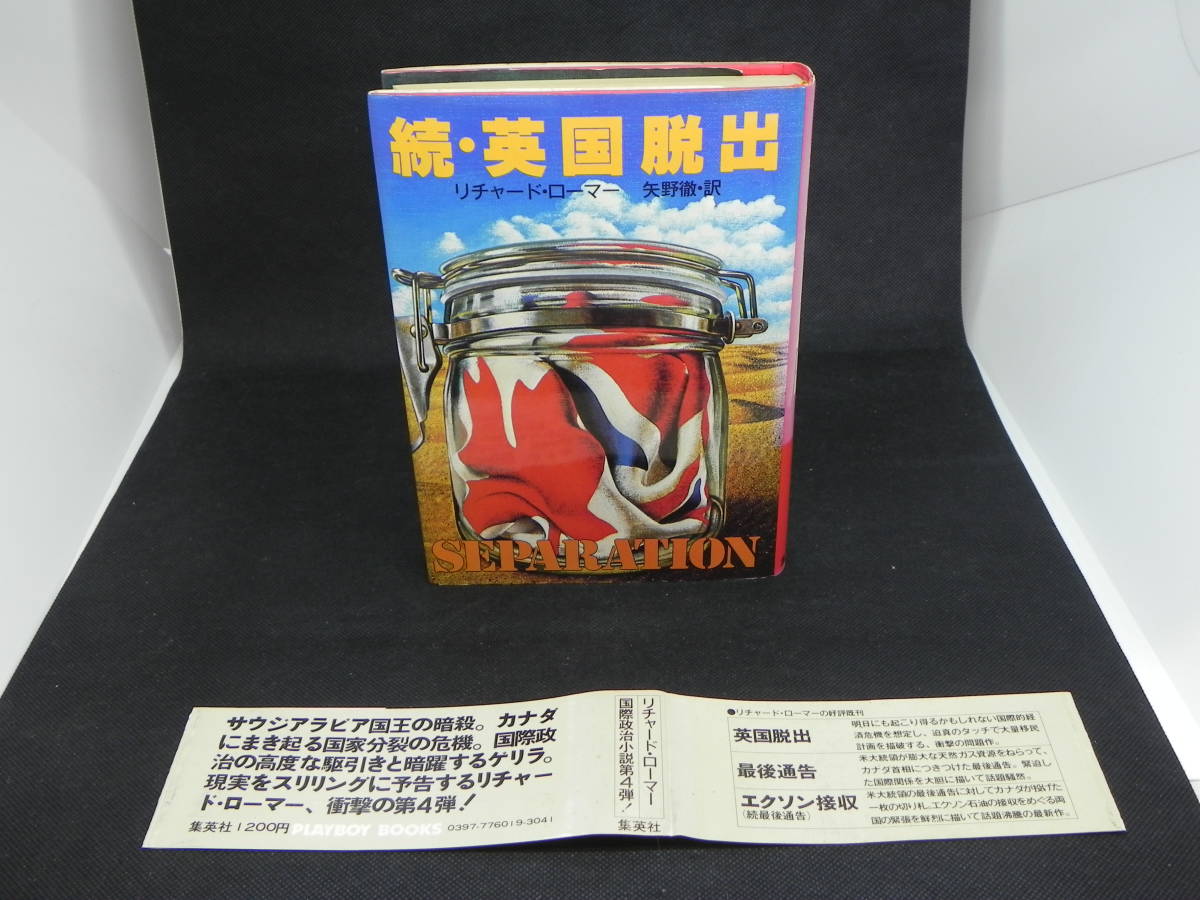 続・英国脱出
リチャード・ローマー 矢野徹・訳
SEPARATION
サウジアラビア国王の暗殺。カナダ
にまき起る国家分裂の危機。国際政
治の高度な駆引きと暗躍するゲリラ。
現実をスリリングに予告するリチャー
ド・ローマー、衝撃の第4弾!
集英社 1200円 PLAYBOY BOOKS 0397-776019-3041
リチャード・ローマー
国際政治小説第4弾!
集英社
●リチャード・ローマーの好評既刊
英国脱出
明日にも起こり得るかもしれない国際的経
済危機を想定し、迫真のタッチで大量移民
計画を描破する、衝撃の問題作。
最後通告
米大統領が膨大な天然ガス資源をねらって、
カナダ首相につきつけた最後通告。緊迫し
た国際関係を大胆に描いて話題騒然。
エクソン接収
(続最後通告)
米大統領の最後通告に対してカナダが投げた
一枚の切り札。エクソン石油の接収をめぐる両
国の緊張を鮮烈に描いて話題沸騰の最新作。